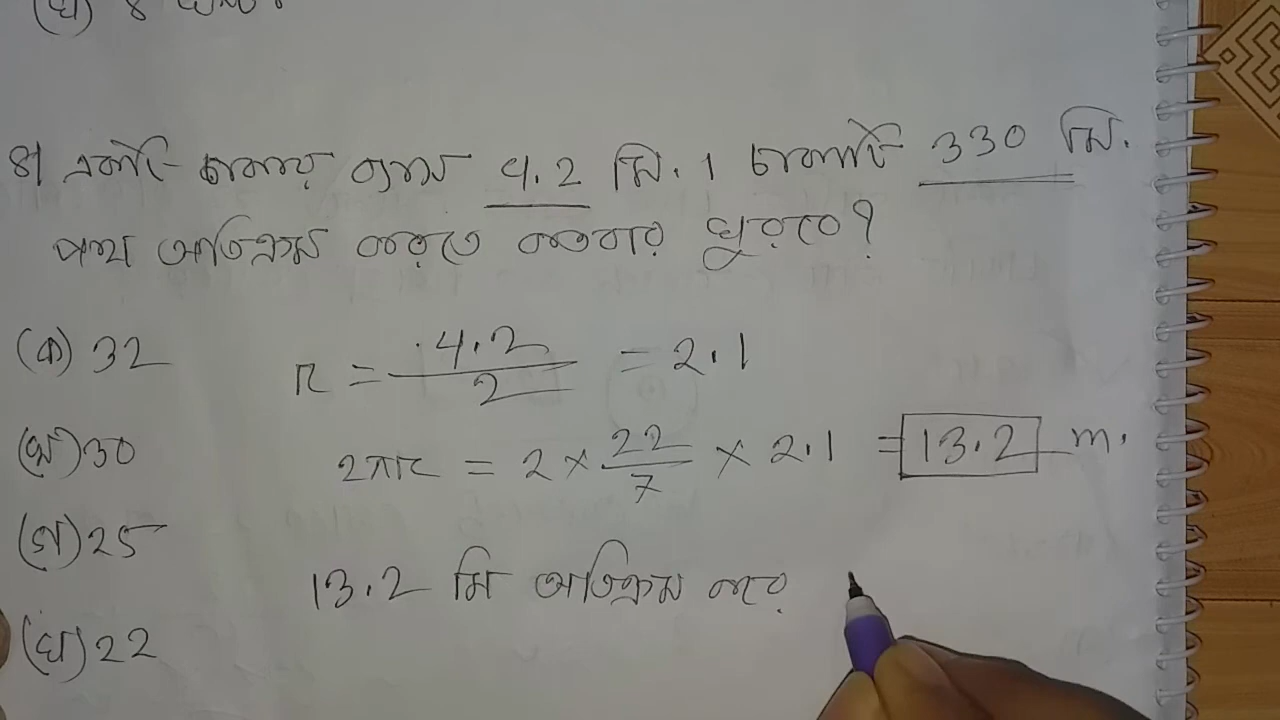 (ঘ) ৪
৪। একটি চাকার ব্যাস 4.2 মি.। চাকাটি 330 মি.
পথ অতিক্রম করতে কতবার ঘুরবে?
(ক) 32
r = 4.2/2 = 2.1
(খ) 30
2πr = 2 × 22/7 × 2.1 = 13.2 m.
(গ) 25
13.2 মি অতিক্রম করে
(ঘ) 22